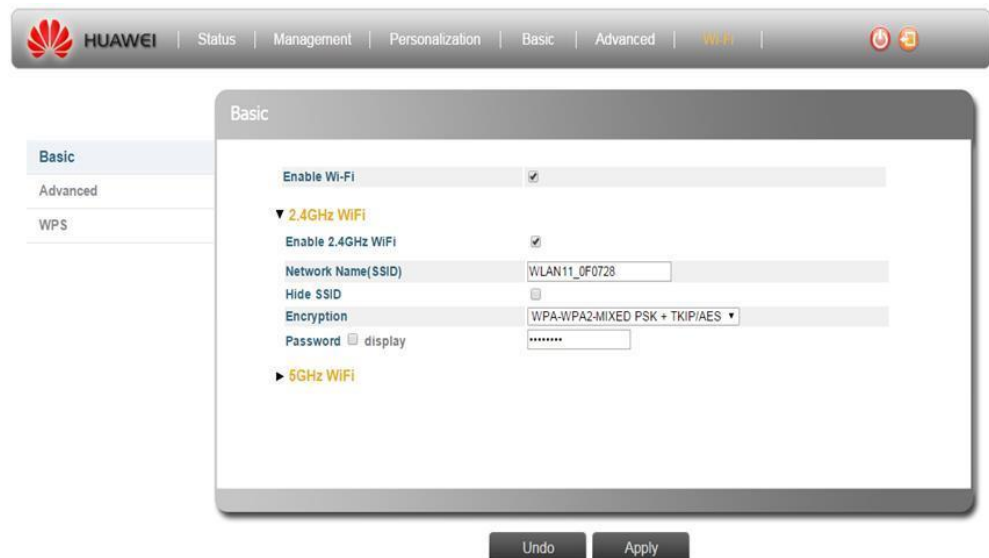 HUAWEI | Status | Management | Personalization | Basic | Advanced | Wi-Fi |
Basic
Basic
Advanced
WPS
Enable Wi-Fi
2.4GHz WiFi
Enable 2.4GHz WiFi
Network Name(SSID) WLAN11_0F0728
Hide SSID
Encryption WPA-WPA2-MIXED PSK + TKIP/AES
Password display ••••••••
5GHz WiFi
Undo Apply